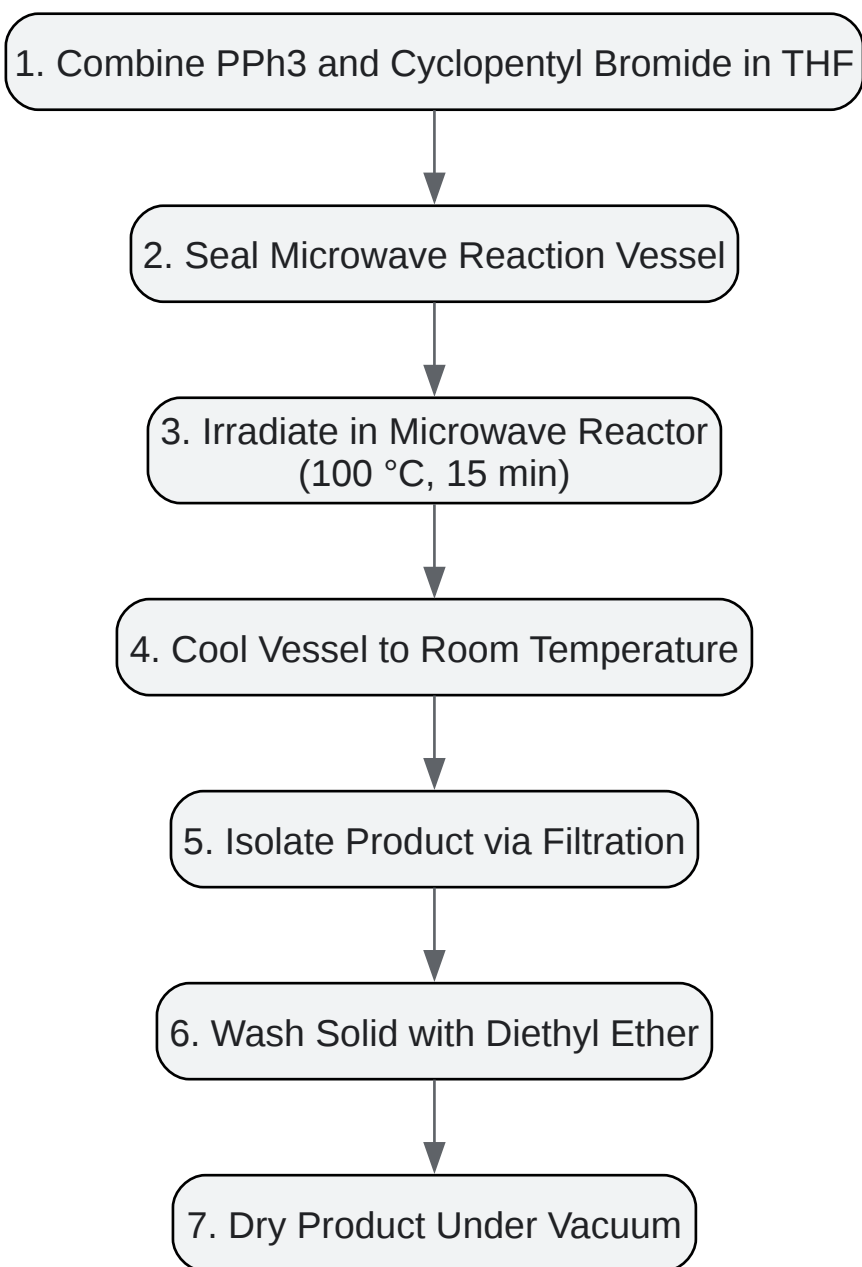 1. Combine PPh3 and Cyclopentyl Bromide in THF
2. Seal Microwave Reaction Vessel
3. Irradiate in Microwave Reactor
(100 °C, 15 min)
4. Cool Vessel to Room Temperature
5. Isolate Product via Filtration
6. Wash Solid with Diethyl Ether
7. Dry Product Under Vacuum